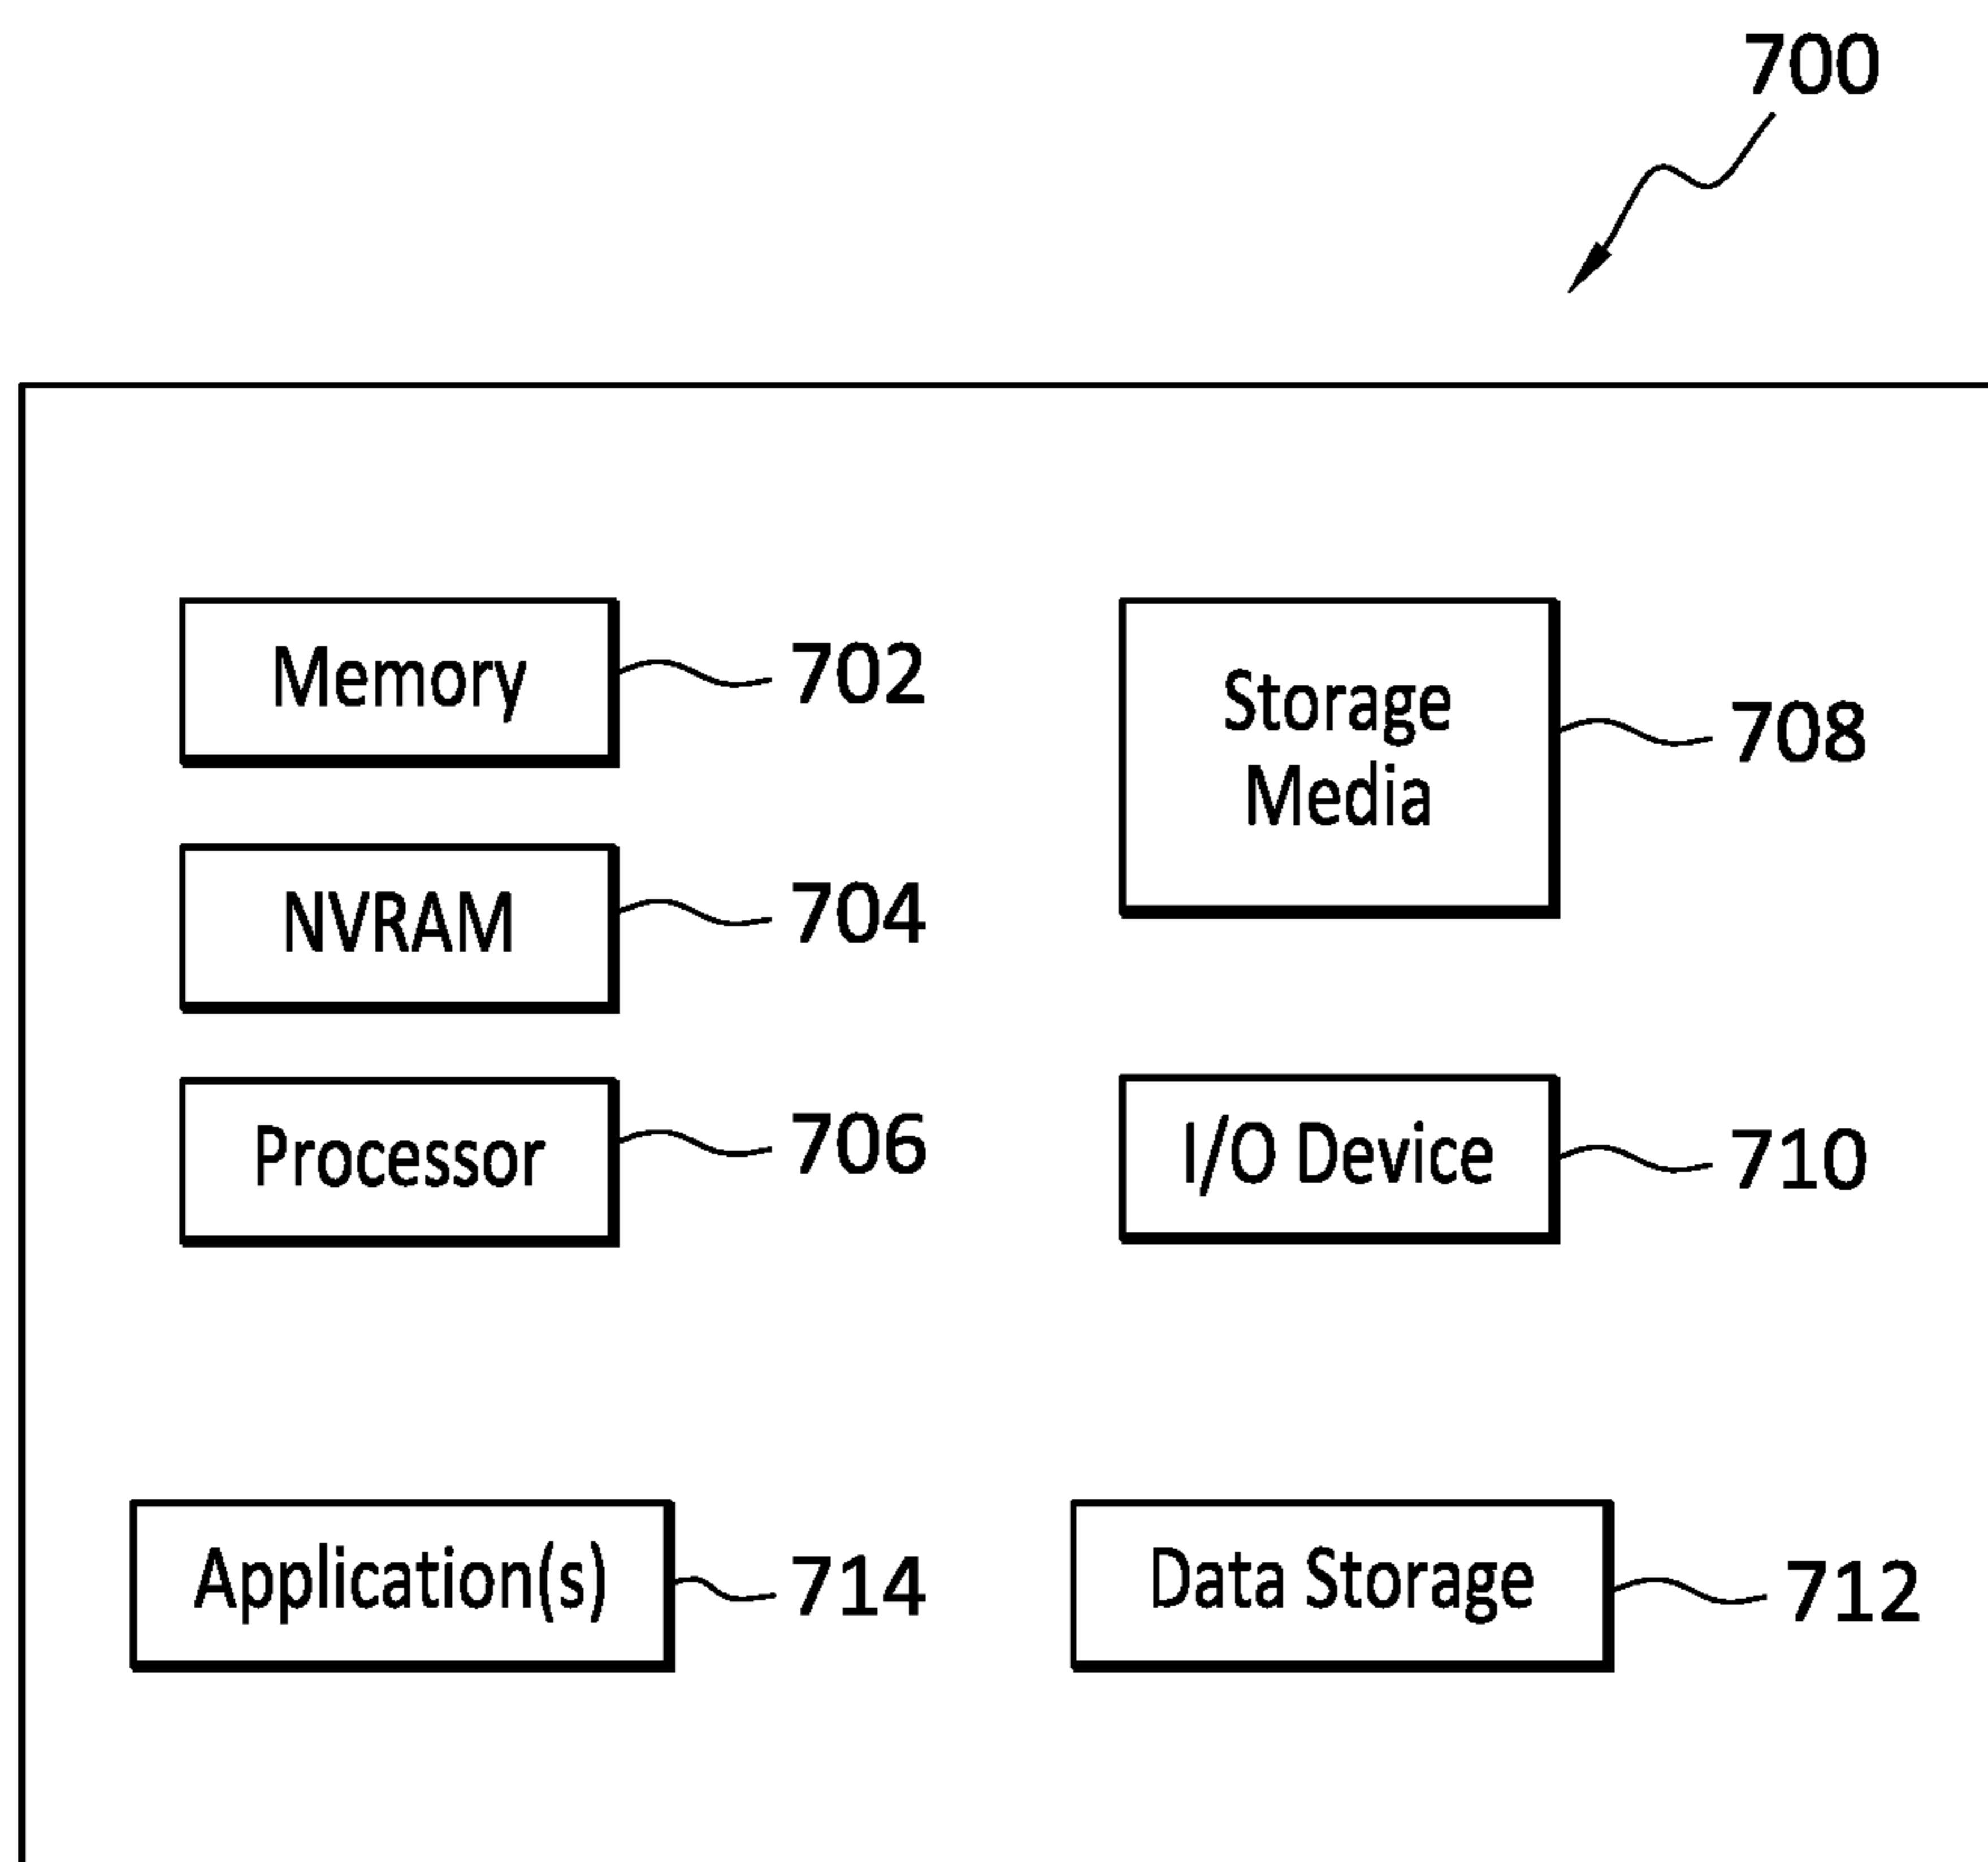 700
Memory
702
Storage
Media
708
NVRAM
704
Processor
706
I/O Device
710
Application(s)
714
Data Storage
712